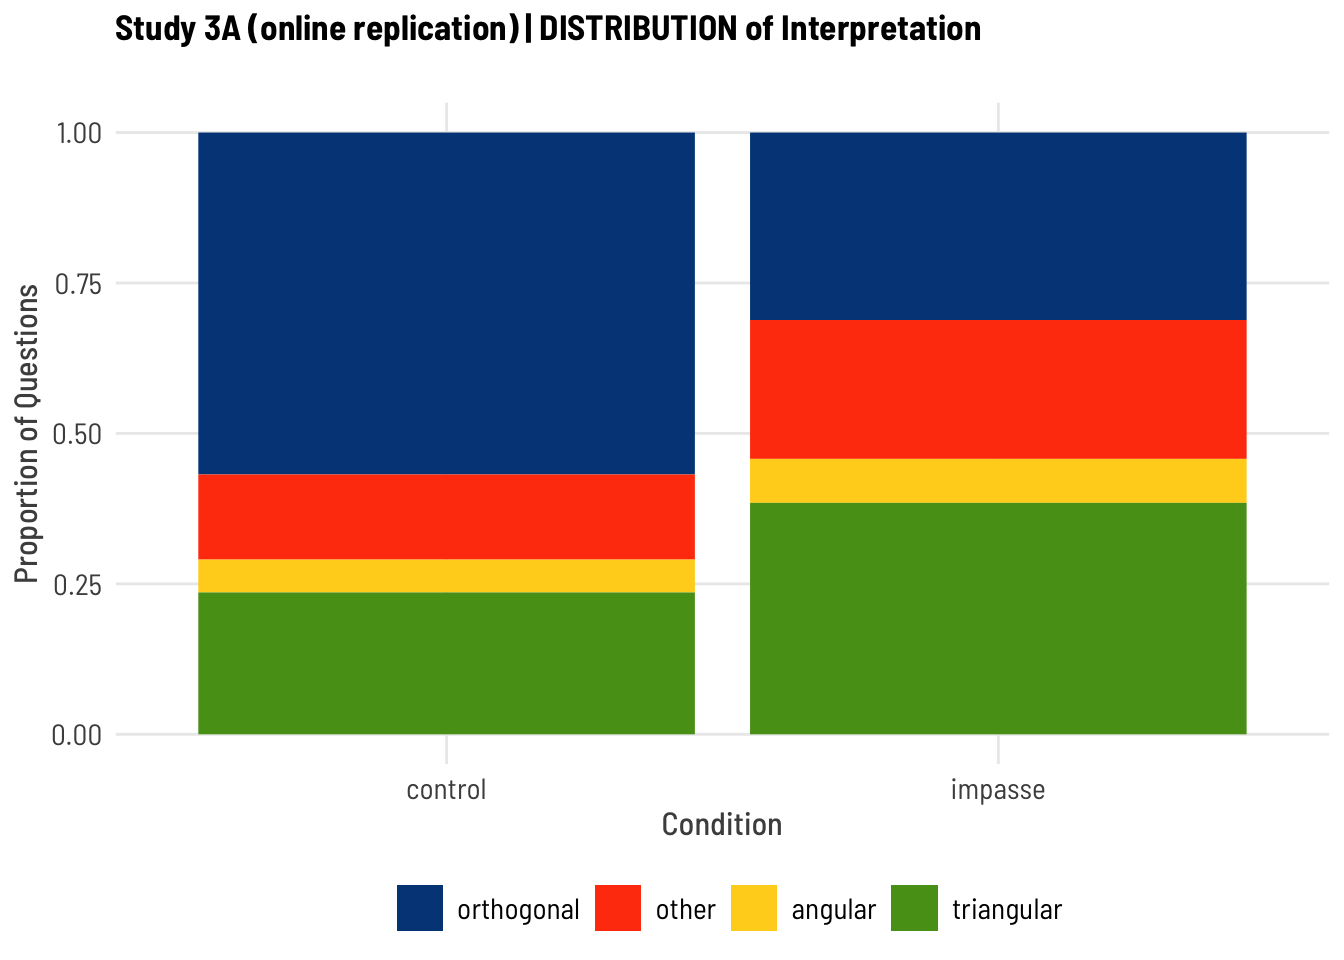 Study 3A (online replication) | DISTRIBUTION of Interpretation
Proportion of Questions
1.00
0.75
0.50
0.25
0.00
control impasse
Condition
orthogonal other angular triangular